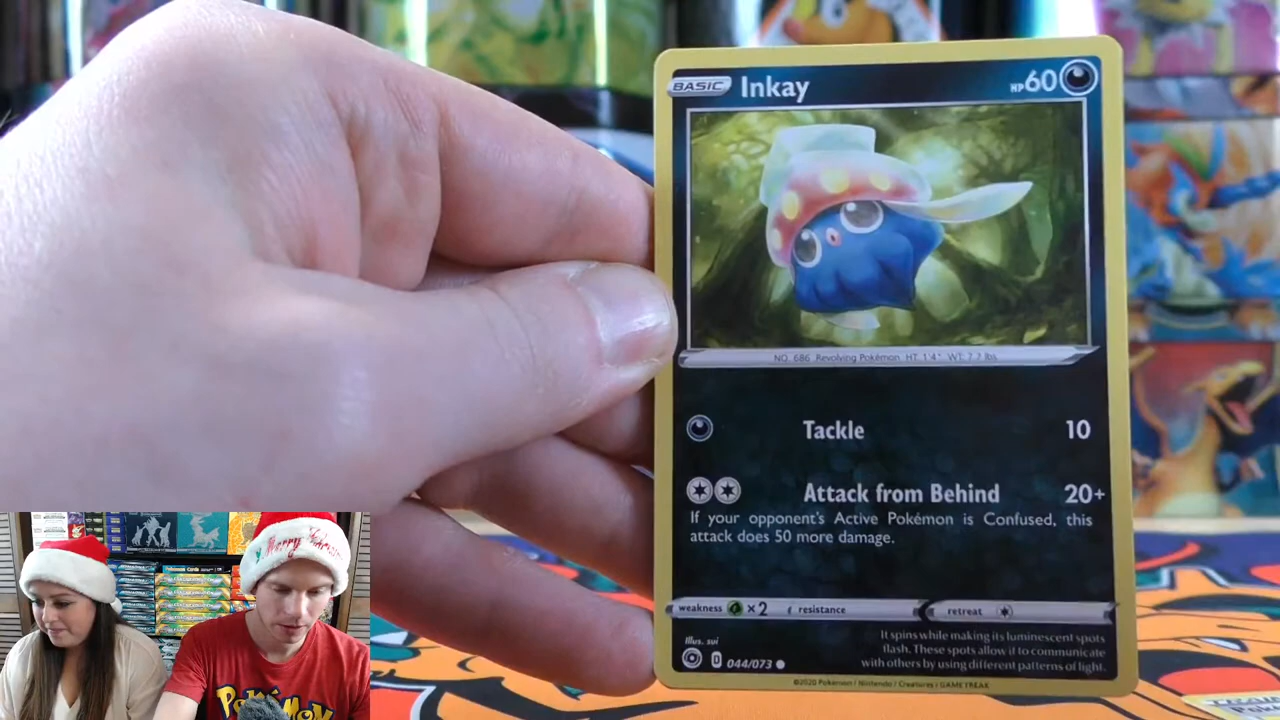 BASIC Inkay HP 60
NO. 686 Revolving Pokémon HT: 1'4" WT: 7.7 lbs
Tackle 10
Attack from Behind 20+
If your opponent's Active Pokémon is Confused, this
attack does 50 more damage.
weakness ×2 resistance retreat
Illus. sui
D 044/073
It spins while making its luminescent spots
flash. These spots allow it to communicate
with others by using different patterns of light.
©2020 Pokémon / Nintendo / Creatures / GAME FREAK
Merry
Pokémon